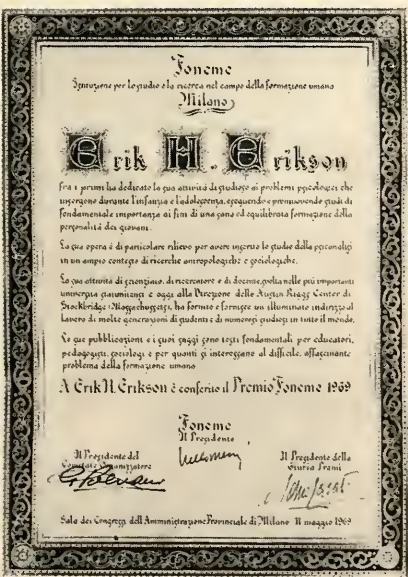 Foneme
Istituzione per lo studio e la ricerca nel campo della formazione umana
Milano
Erik H. Erikson
fra i primi ha dedicato la sua attività di studioso ai problemi psicologici che
insorgono durante l'infanzia e l'adolescenza, eseguendo e promuovendo studi di
fondamentale importanza ai fini di una sana ed equilibrata formazione della
personalità dei giovani.
La sua opera è di particolare rilievo per avere inserito lo studio della psicoanalisi
in un ampio contesto di ricerche antropologiche e sociologiche.
La sua attività di scienziato, di ricercatore e di docente, svolta nelle più importanti
università statunitensi e oggi alla Direzione della Austin Riggs Center di
Stockbridge (Massachussets), ha fornito e fornisce un illuminato indirizzo al
lavoro di molte generazioni di studenti e di numerosi studiosi in tutto il mondo.
Le sue pubblicazioni e i suoi saggi sono testi fondamentali per educatori,
pedagogisti, sociologi e per quanti si interessano al difficile, affascinante
problema della formazione umana
A Erik H. Erikson è conferito il Premio Foneme 1969
Foneme
Il Presidente
Il Presidente del
Comitato Organizzatore
Il Presidente della
Giuria Premi
Sala dei Congressi dell'Amministrazione Provinciale di Milano 11 maggio 1969